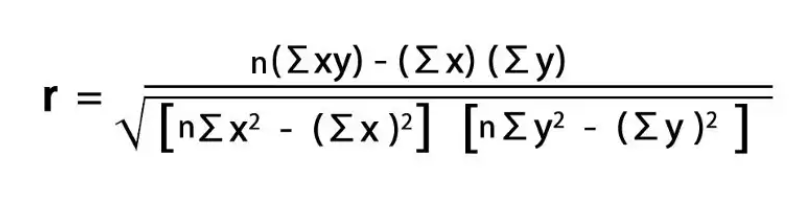 n(Σxy) - (Σx) (Σy)
r =
√[nΣx² - (Σx)²] [nΣy² - (Σy)²]